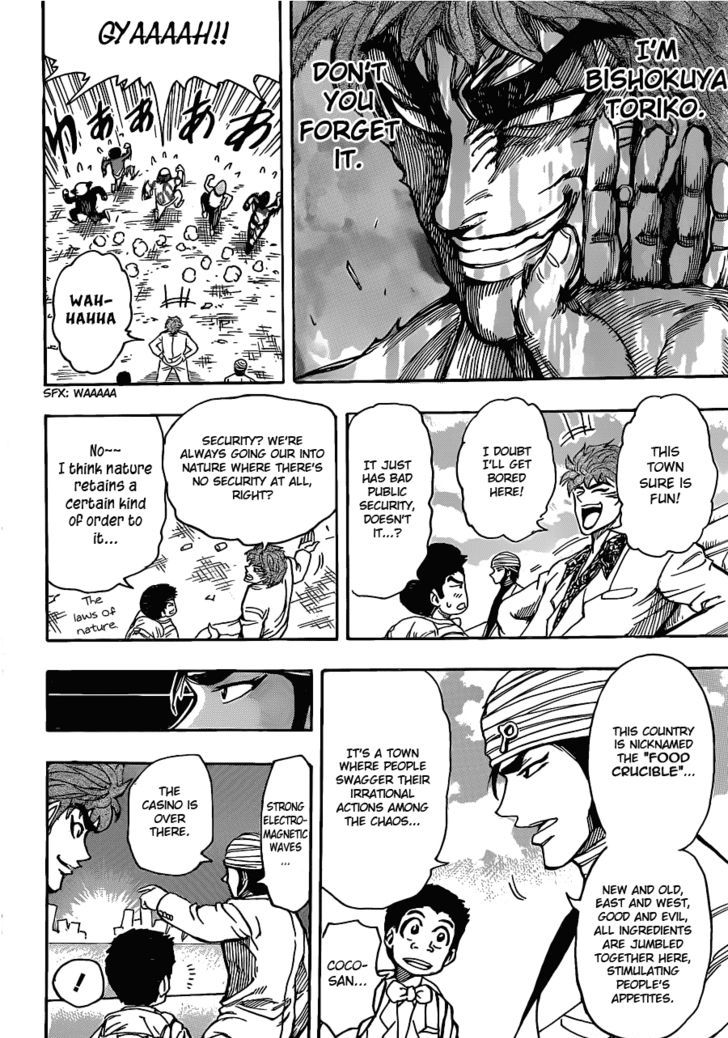 I'M
BISHOKUYA
TORIKO.
DON'T
YOU
FORGET
IT.
GYAAAAH!!
わぁぁぁぁ
WAH-
HAHHA
SFX: WAAAAA
THIS
TOWN
SURE IS
FUN!
I DOUBT
I'LL GET
BORED
HERE!
IT JUST
HAS BAD
PUBLIC
SECURITY,
DOESN'T
IT...?
SECURITY? WE'RE
ALWAYS GOING OUR INTO
NATURE WHERE THERE'S
NO SECURITY AT ALL,
RIGHT?
No~~
I think nature
retains a
certain kind
of order to
it...
The
laws of
nature.
P
THIS COUNTRY
IS NICKNAMED
THE "FOOD
CRUCIBLE"...
NEW AND OLD,
EAST AND WEST,
GOOD AND EVIL,
ALL INGREDIENTS
ARE JUMBLED
TOGETHER HERE,
STIMULATING
PEOPLE'S
APPETITES.
IT'S A TOWN
WHERE PEOPLE
SWAGGER THEIR
IRRATIONAL
ACTIONS AMONG
THE CHAOS...
COCO-
SAN...
STRONG
ELECTRO-
MAGNETIC
WAVES
...
THE
CASINO IS
OVER
THERE.
!